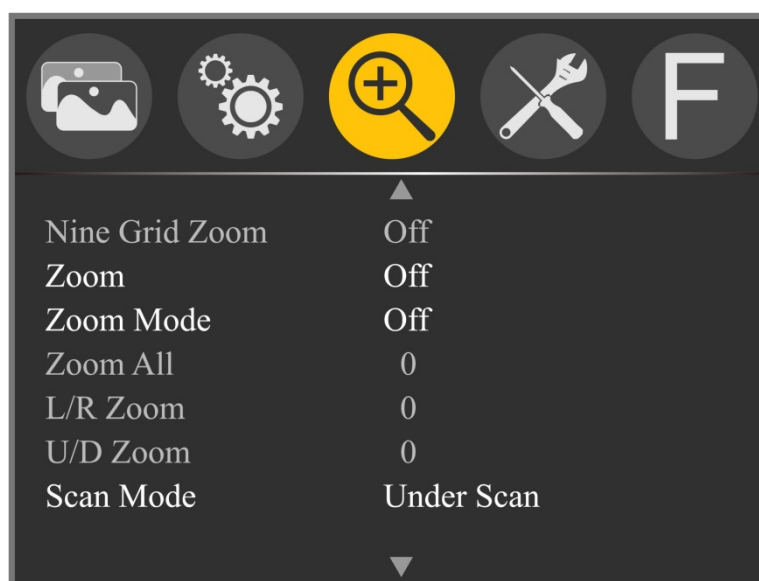 F
Nine Grid Zoom Off
Zoom Off
Zoom Mode Off
Zoom All 0
L/R Zoom 0
U/D Zoom 0
Scan Mode Under Scan